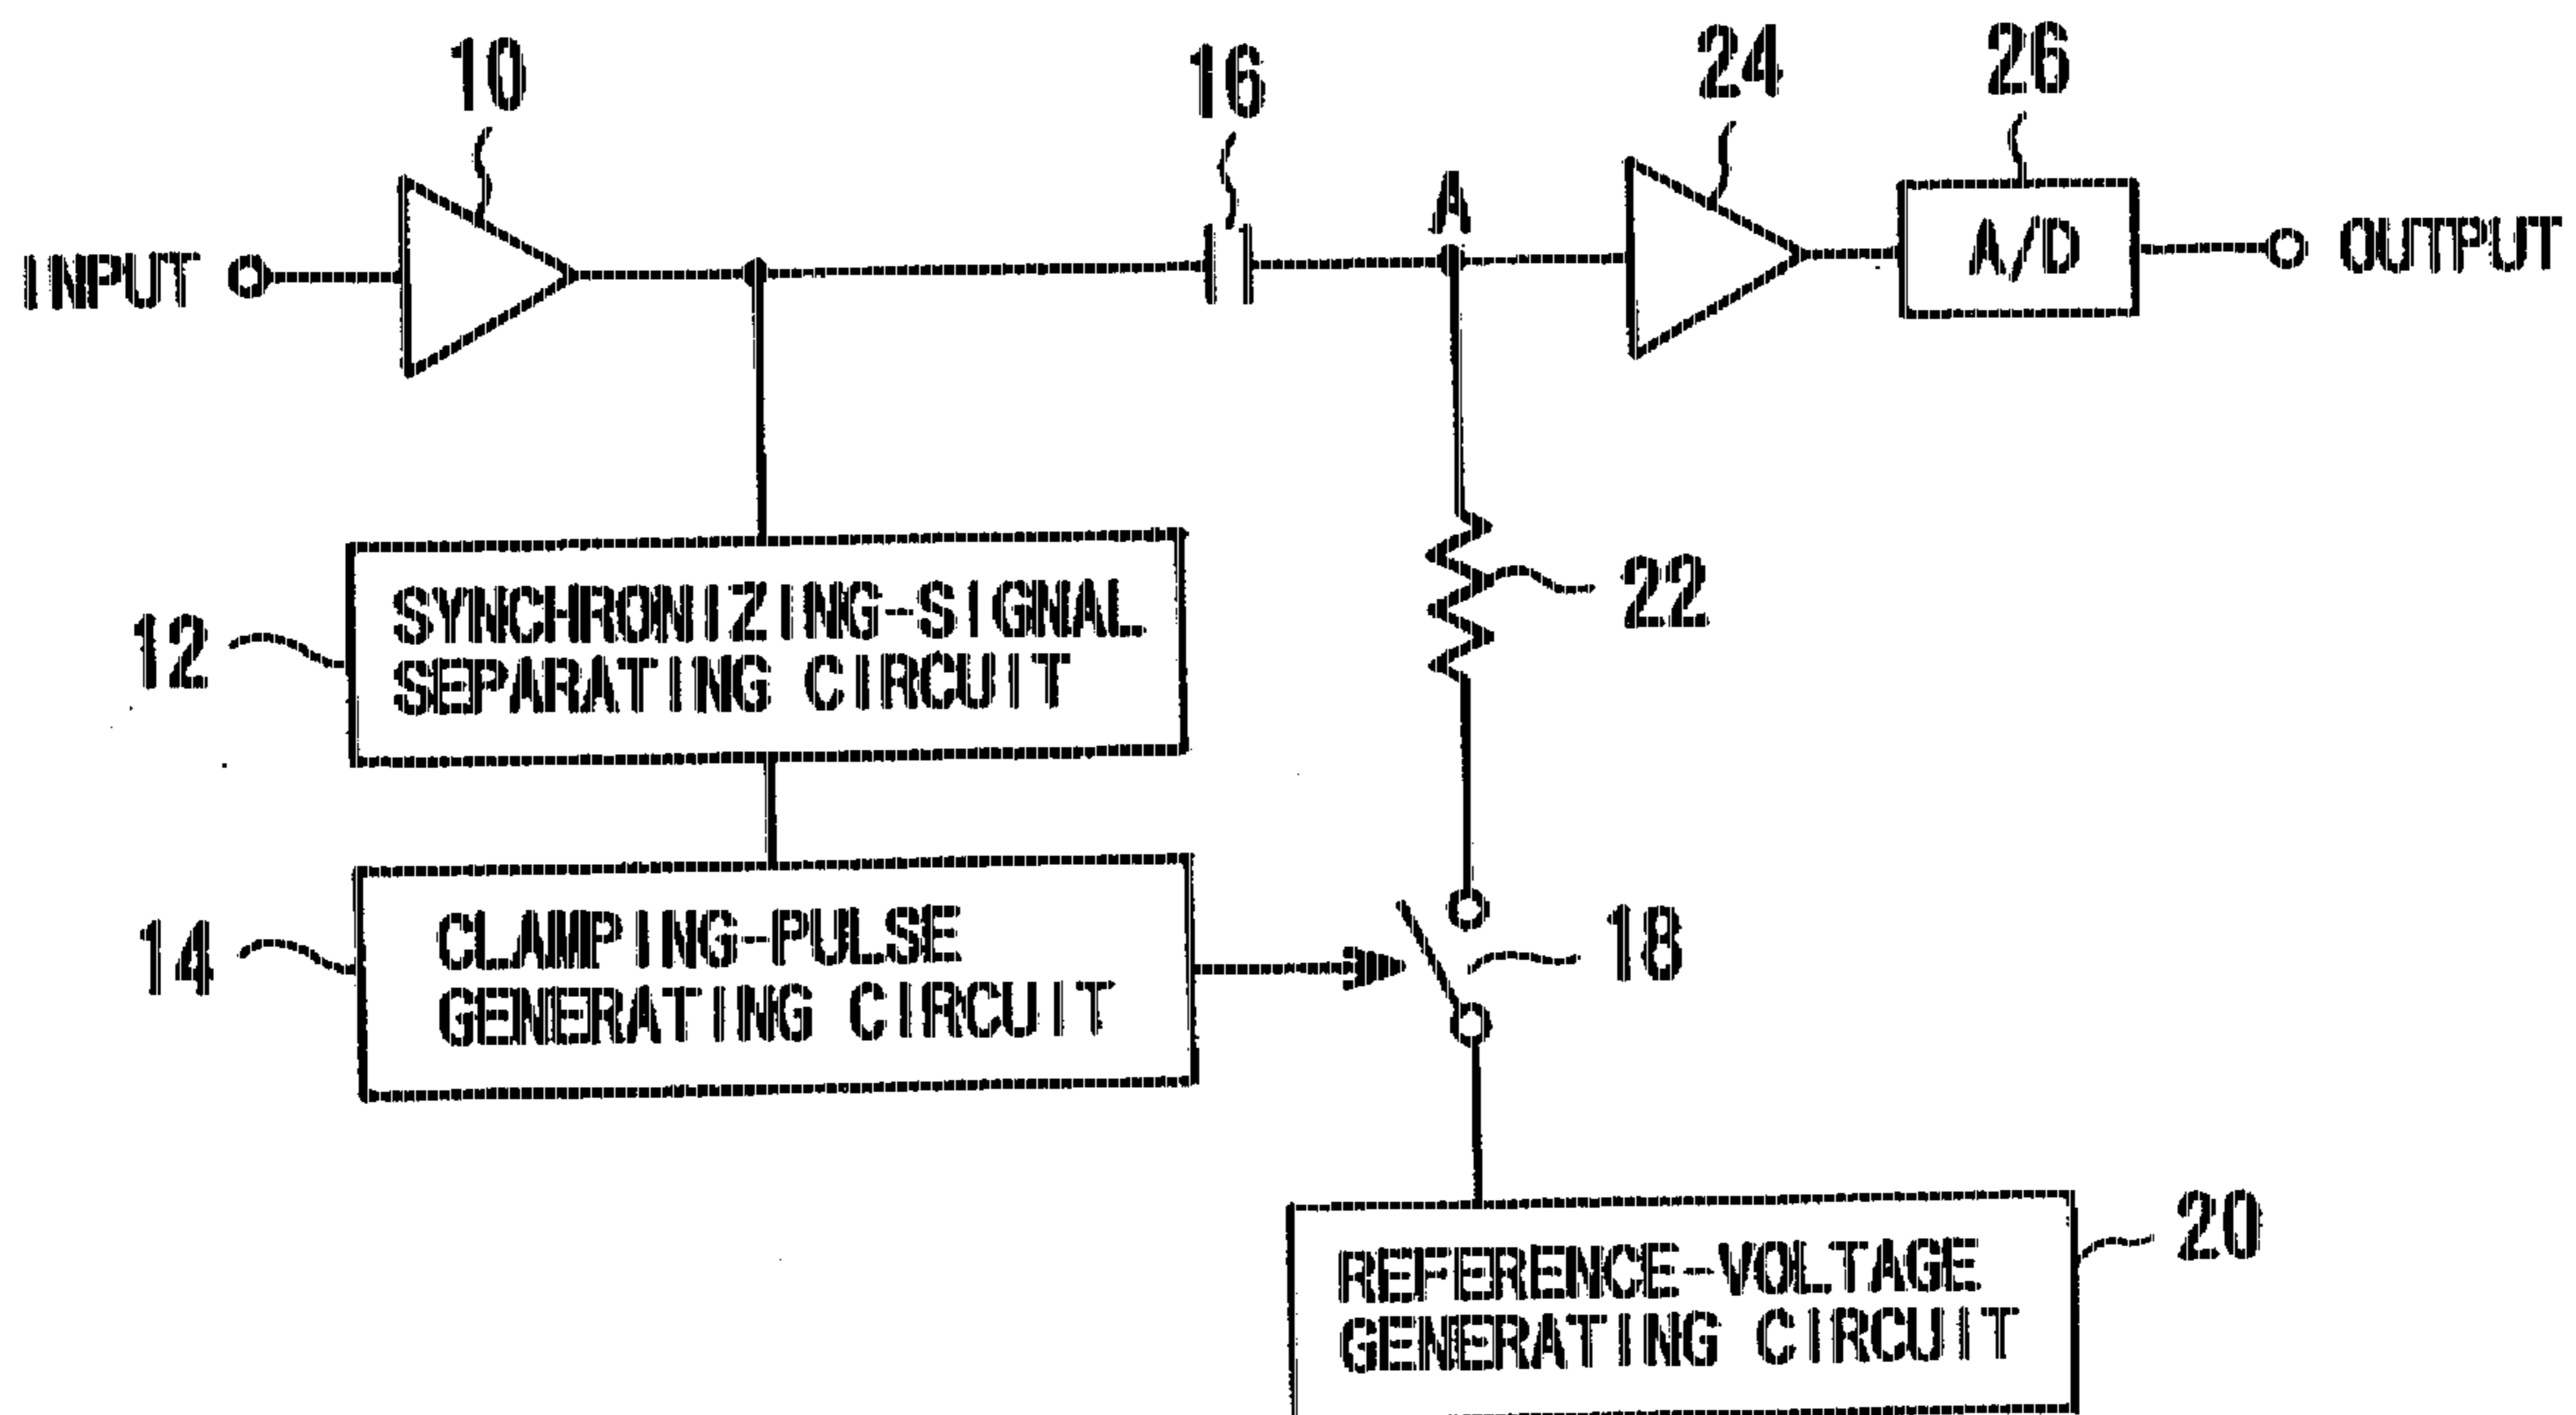 10
16
24
26
A
INPUT
A/D
OUTPUT
12
SYNCHRONIZING-SIGNAL
SEPARATING CIRCUIT
22
14
CLAMPING-PULSE
GENERATING CIRCUIT
18
20
REFERENCE-VOLTAGE
GENERATING CIRCUIT